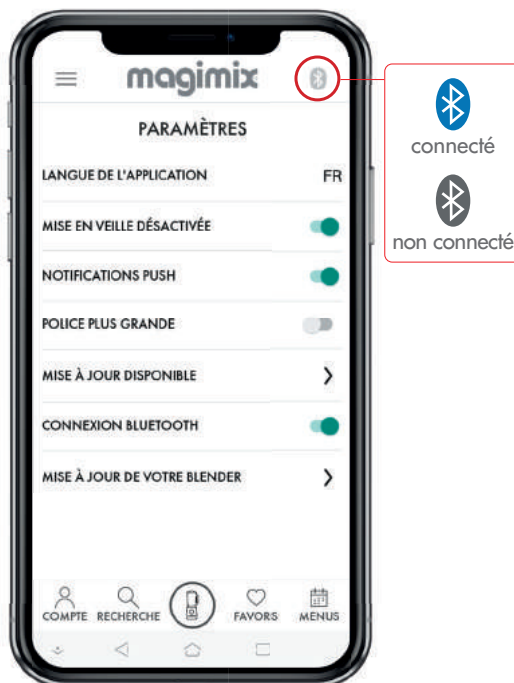 magimix
PARAMÈTRES
LANGUE DE L'APPLICATION FR
MISE EN VEILLE DÉSACTIVÉE
NOTIFICATIONS PUSH
POLICE PLUS GRANDE
MISE À JOUR DISPONIBLE
CONNEXION BLUETOOTH
MISE À JOUR DE VOTRE BLENDER
COMPTE RECHERCHE FAVORS MENUS
connecté
non connecté